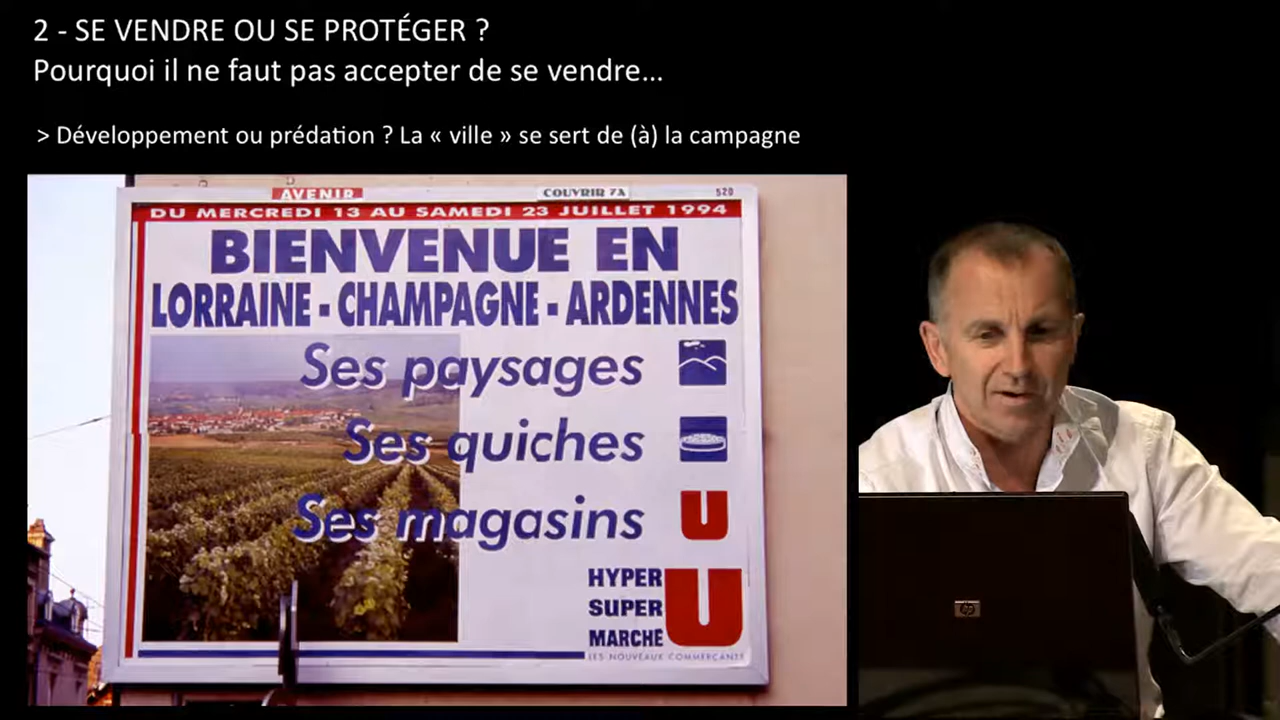 2 - SE VENDRE OU SE PROTÉGER ?
Pourquoi il ne faut pas accepter de se vendre...
> Développement ou prédation ? La « ville » se sert de (à) la campagne
AVENIR
COUVRIR 7A
520
DU MERCREDI 13 AU SAMEDI 23 JUILLET 1994
BIENVENUE EN
LORRAINE - CHAMPAGNE - ARDENNES
Ses paysages
Ses quiches
Ses magasins U
HYPER
SUPER
MARCHÉ
U
LES NOUVEAUX COMMERÇANTS
hp